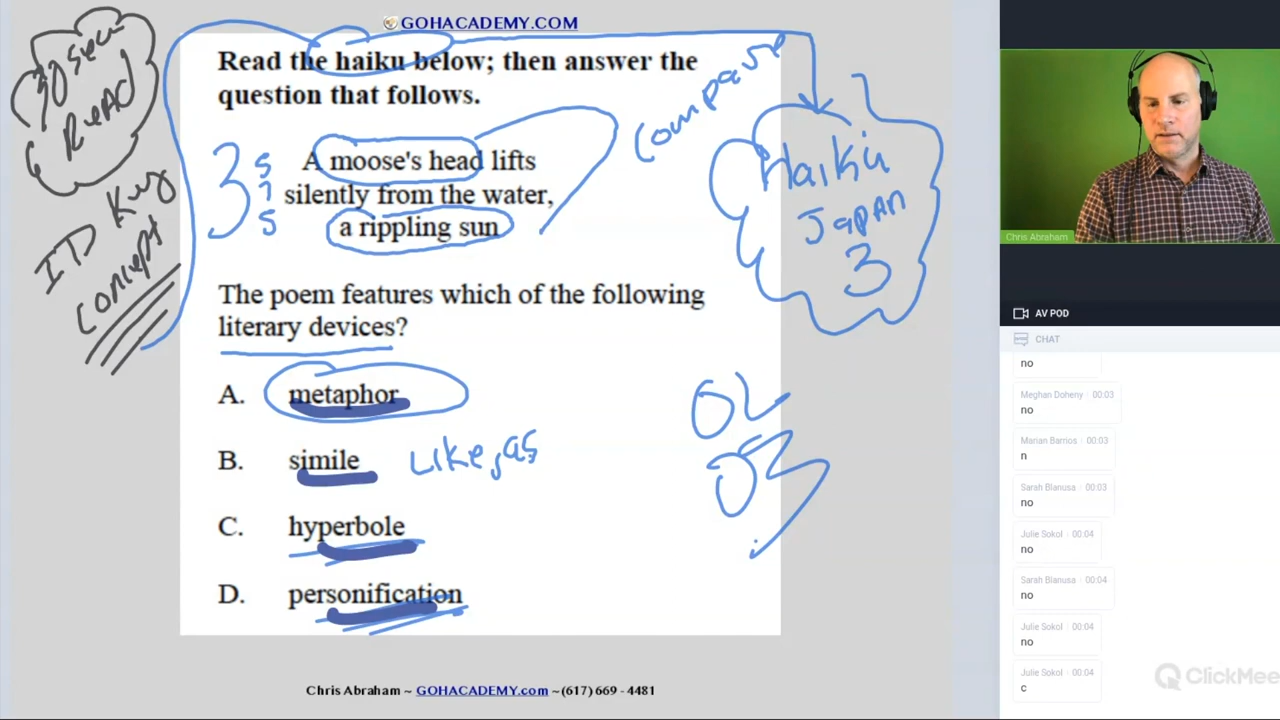 GOHACADEMY.COM
Read the haiku below; then answer the
question that follows.
A moose's head lifts
silently from the water,
a rippling sun
The poem features which of the following
literary devices?
A. metaphor
B. simile
Like, as
C. hyperbole
D. personification
3
5
7
5
Read
ID Key
Concept
Compare
Haiku
Japan
3
OL
03
Chris Abraham ~ GOHACADEMY.com ~ (617) 669 - 4481
Chris Abraham
AV POD
CHAT
no
Meghan Doheny 00:03
no
Marian Barrios 00:03
n
Sarah Blanusa 00:03
no
Julie Sokol 00:04
no
Sarah Blanusa 00:04
no
Julie Sokol 00:04
no
Julie Sokol 00:04
c
ClickMee